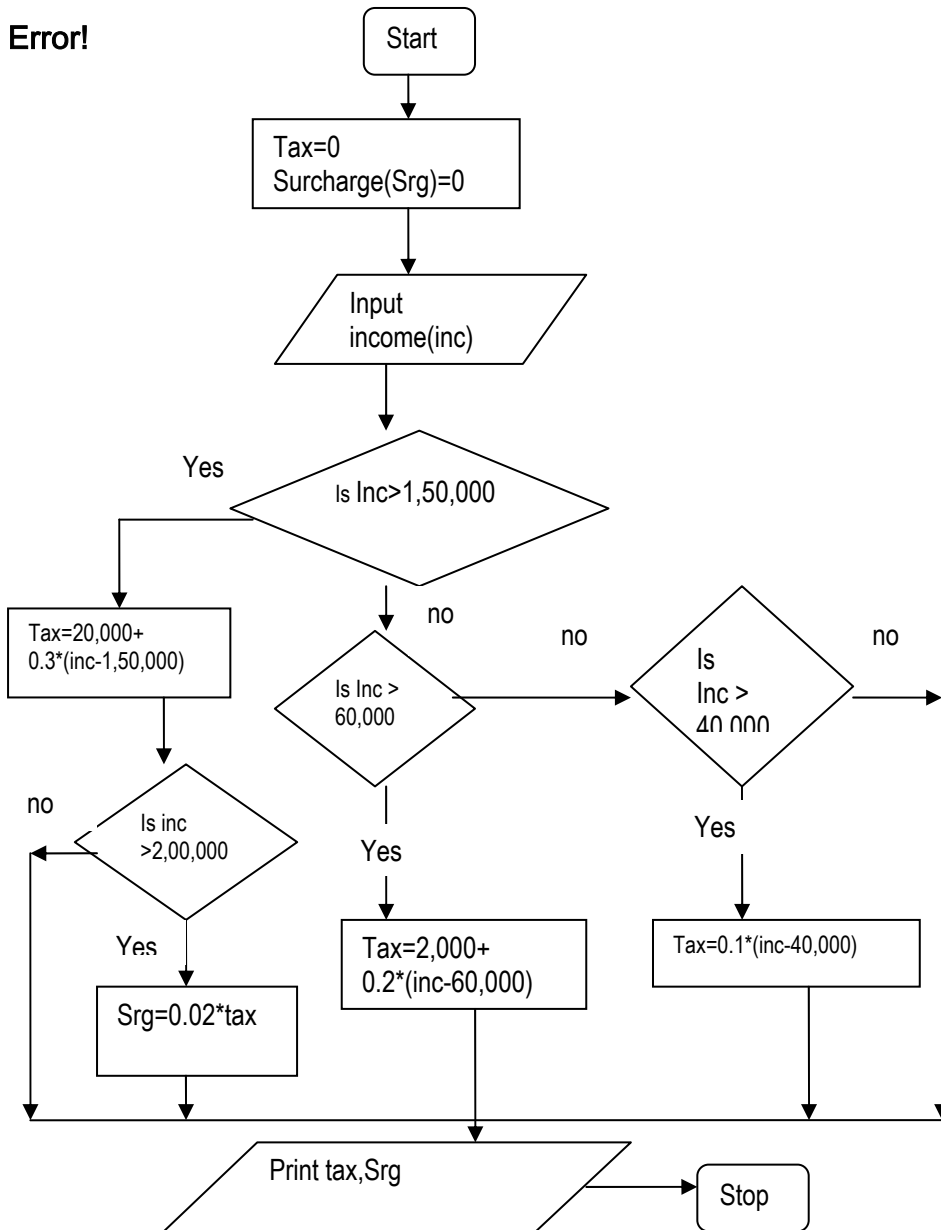 Error!
Start
Tax=0
Surcharge(Srg)=0
Input
income(inc)
Yes
Is Inc>1,50,000
no
no
no
Tax=20,000+
0.3*(inc-1,50,000)
Is Inc >
60,000
Is
Inc >
40,000
no
Is inc
>2,00,000
Yes
Yes
Yes
Tax=2,000+
0.2*(inc-60,000)
Tax=0.1*(inc-40,000)
Srg=0.02*tax
Print tax,Srg
Stop